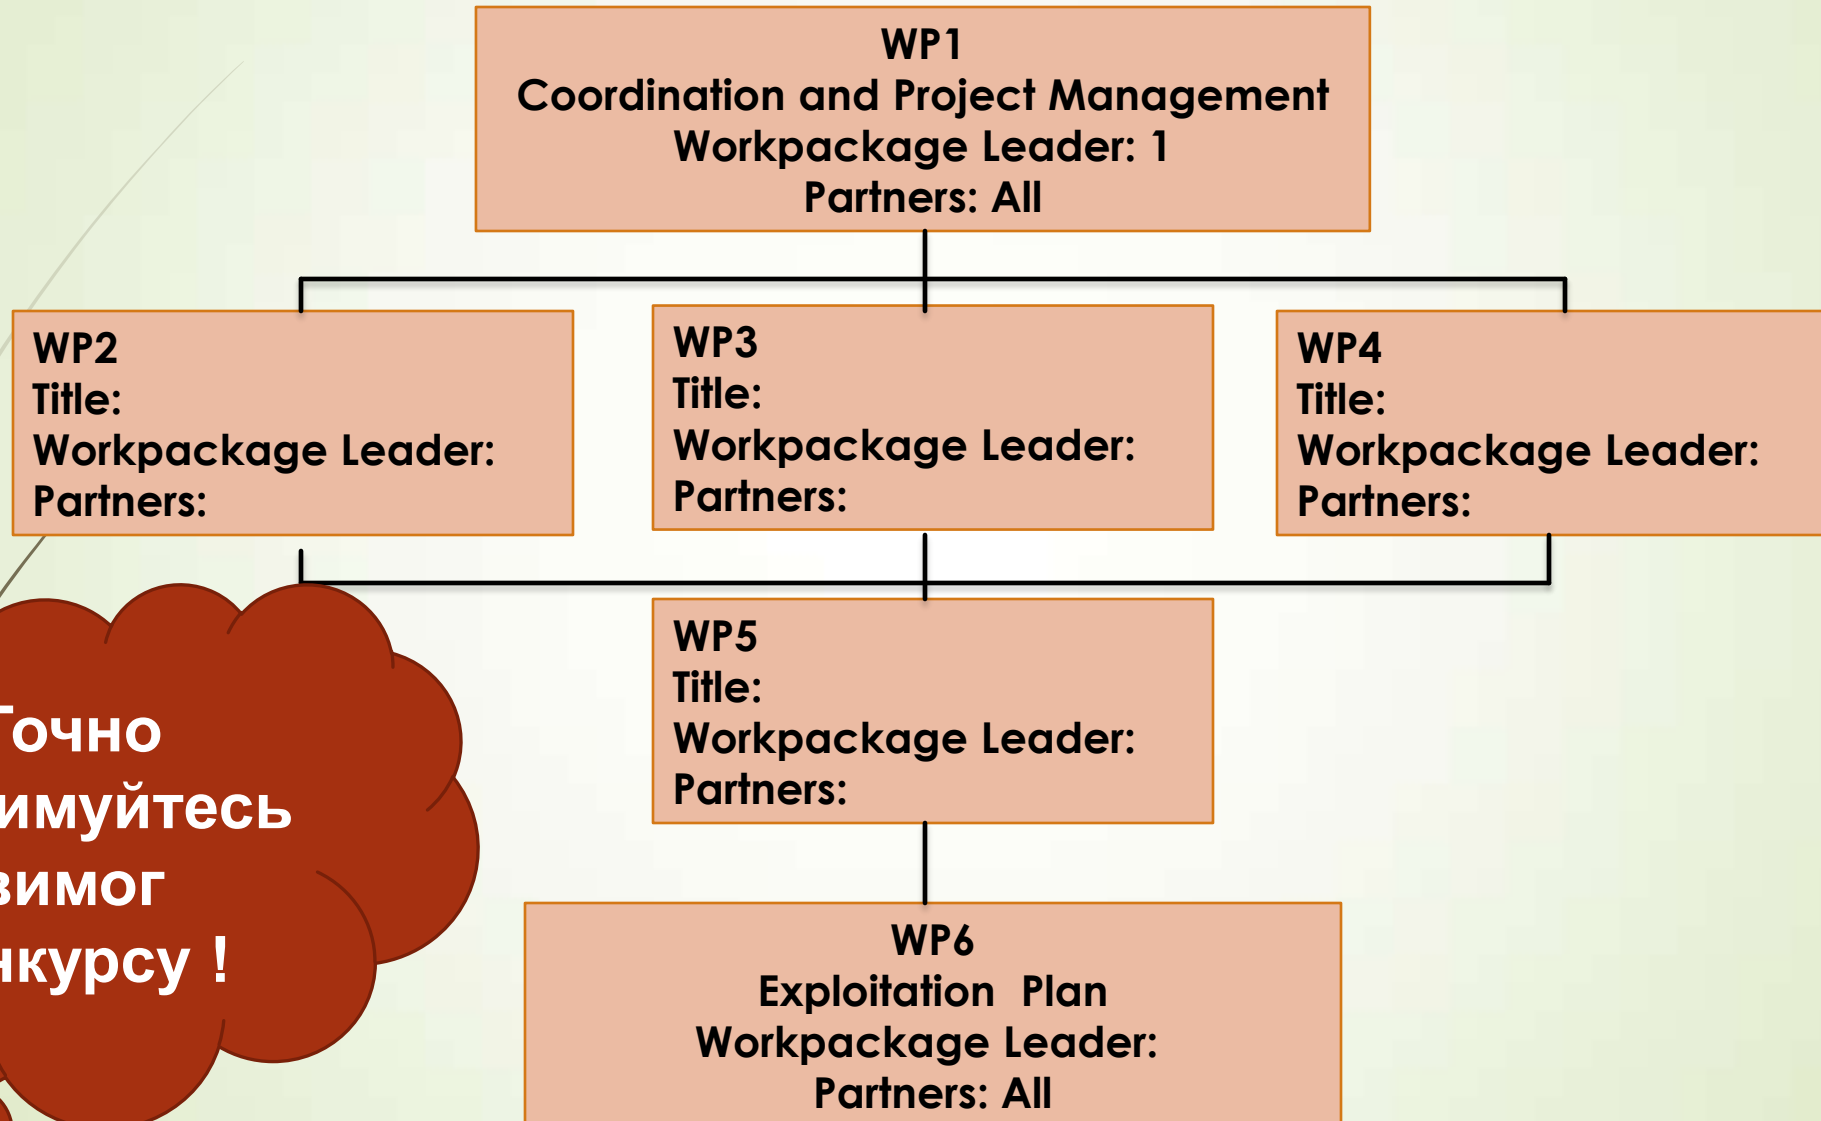 WP1
Coordination and Project Management
Workpackage Leader: 1
Partners: All
WP2
Title:
Workpackage Leader:
Partners:
WP3
Title:
Workpackage Leader:
Partners:
WP4
Title:
Workpackage Leader:
Partners:
Точно
имуйтесь
вимог
нкурсу !
WP5
Title:
Workpackage Leader:
Partners:
WP6
Exploitation Plan
Workpackage Leader:
Partners: All